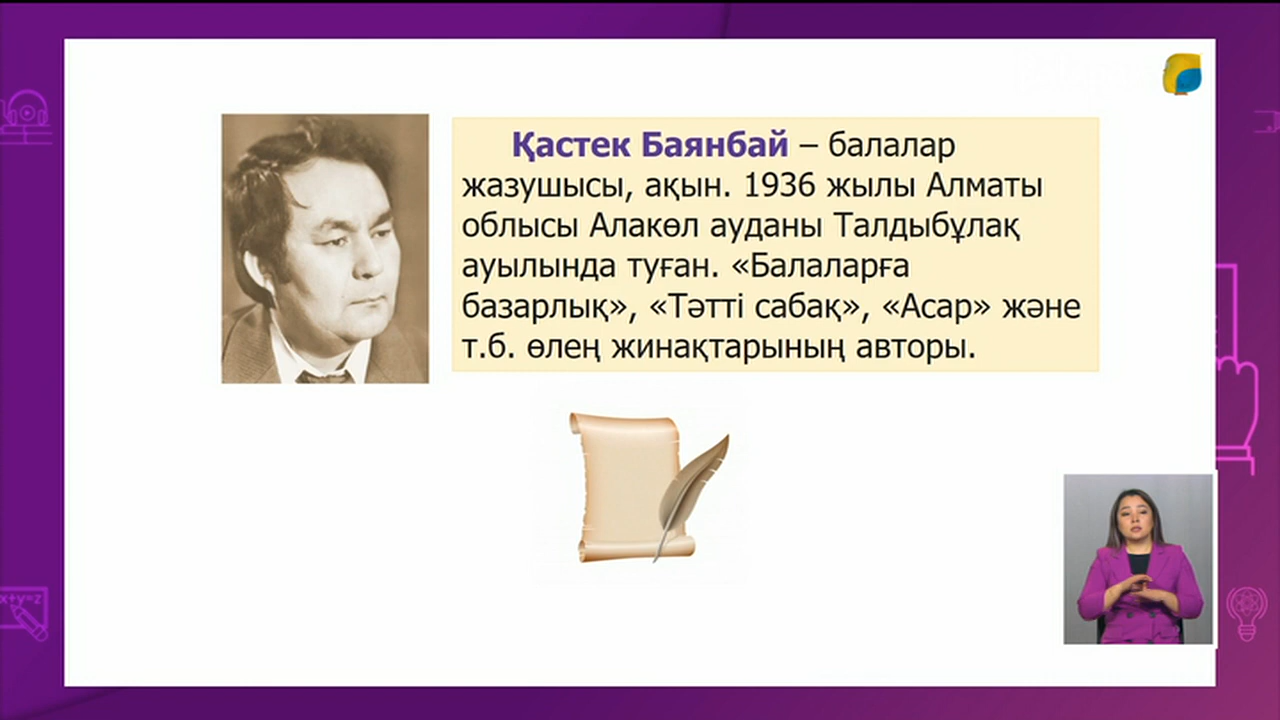 Қастек Баянбай – балалар
жазушысы, ақын. 1936 жылы Алматы
облысы Алакөл ауданы Талдыбұлақ
ауылында туған. «Балаларға
базарлық», «Тәтті сабақ», «Асар» және
т.б. өлең жинақтарының авторы.
x+y=z